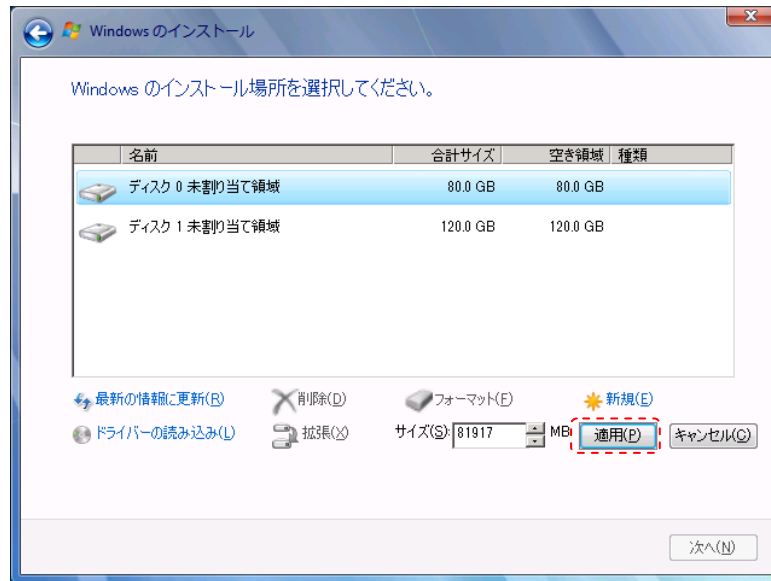 Windows のインストール
Windows のインストール場所を選択してください。
名前 合計サイズ 空き領域 種類
ディスク 0 未割り当て領域 80.0 GB 80.0 GB
ディスク 1 未割り当て領域 120.0 GB 120.0 GB
最新の情報に更新(R) 削除(D) フォーマット(F) 新規(E)
ドライバーの読み込み(L) 拡張(X) サイズ(S): 81917 MB 適用(P) キャンセル(C)
次へ(N)